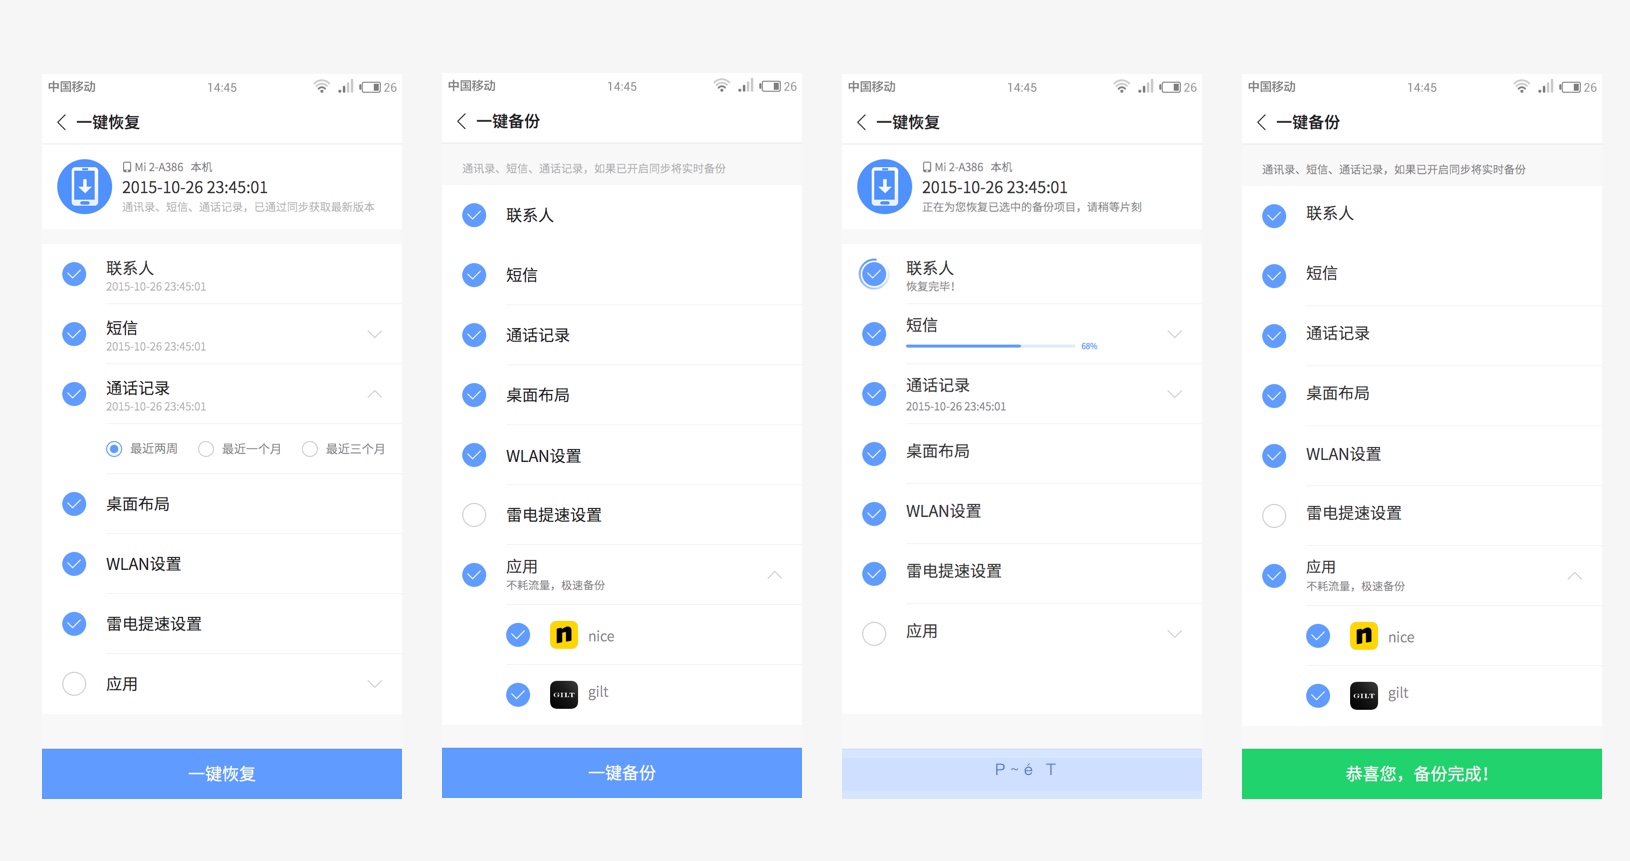 中国移动 14:45 26
一键恢复
Mi 2-A386 本机
2015-10-26 23:45:01
通讯录、短信、通话记录，已通过同步获取最新版本
联系人
2015-10-26 23:45:01
短信
2015-10-26 23:45:01
通话记录
2015-10-26 23:45:01
最近两周 最近一个月 最近三个月
桌面布局
WLAN设置
雷电提速设置
应用
一键恢复
中国移动 14:45 26
一键备份
通讯录、短信、通话记录，如果已开启同步将实时备份
联系人
短信
通话记录
桌面布局
WLAN设置
雷电提速设置
应用
不耗流量，极速备份
nice
GILT gilt
一键备份
中国移动 14:45 26
一键恢复
Mi 2-A386 本机
2015-10-26 23:45:01
正在为您恢复已选中的备份项目，请稍等片刻
联系人
恢复完毕！
短信
68%
通话记录
2015-10-26 23:45:01
桌面布局
WLAN设置
雷电提速设置
应用
P~é T
中国移动 14:45 26
一键备份
通讯录、短信、通话记录，如果已开启同步将实时备份
联系人
短信
通话记录
桌面布局
WLAN设置
雷电提速设置
应用
不耗流量，极速备份
nice
GILT gilt
恭喜您，备份完成！